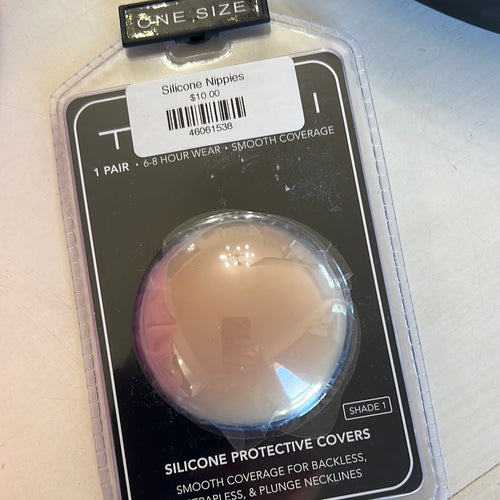 ONE SIZE
Silicone Nippies
$10.00
46061538
1 PAIR • 6-8 HOUR WEAR • SMOOTH COVERAGE
SHADE 1
SILICONE PROTECTIVE COVERS
SMOOTH COVERAGE FOR BACKLESS,
STRAPLESS, & PLUNGE NECKLINES